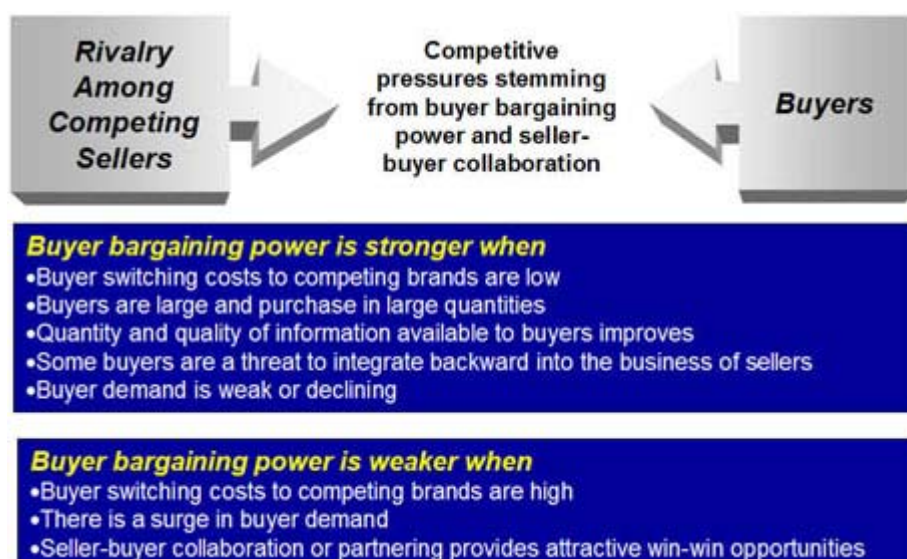 Rivalry
Among
Competing
Sellers
Competitive
pressures stemming
from buyer bargaining
power and seller-
buyer collaboration
Buyers
Buyer bargaining power is stronger when
•Buyer switching costs to competing brands are low
•Buyers are large and purchase in large quantities
•Quantity and quality of information available to buyers improves
•Some buyers are a threat to integrate backward into the business of sellers
•Buyer demand is weak or declining
Buyer bargaining power is weaker when
•Buyer switching costs to competing brands are high
•There is a surge in buyer demand
•Seller-buyer collaboration or partnering provides attractive win-win opportunities